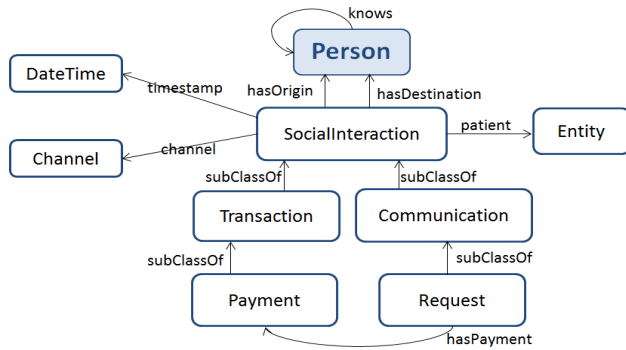 knows
Person
DateTime
timestamp
hasOrigin
hasDestination
SocialInteraction
patient
Entity
Channel
channel
subClassOf
subClassOf
Transaction
Communication
subClassOf
subClassOf
Payment
Request
hasPayment